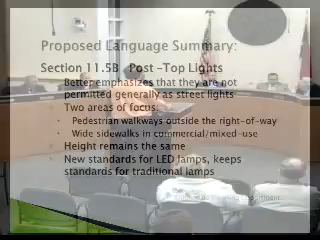 Proposed Language Summary:
Section 11.5B Post-Top Lights
Better emphasizes that they are not
permitted generally as street lights
Two areas of focus:
Pedestrian walkways outside the right-of-way
Wide sidewalks in commercial/mixed-use
Height remains the same
New standards for LED lamps, keeps
standards for traditional lamps